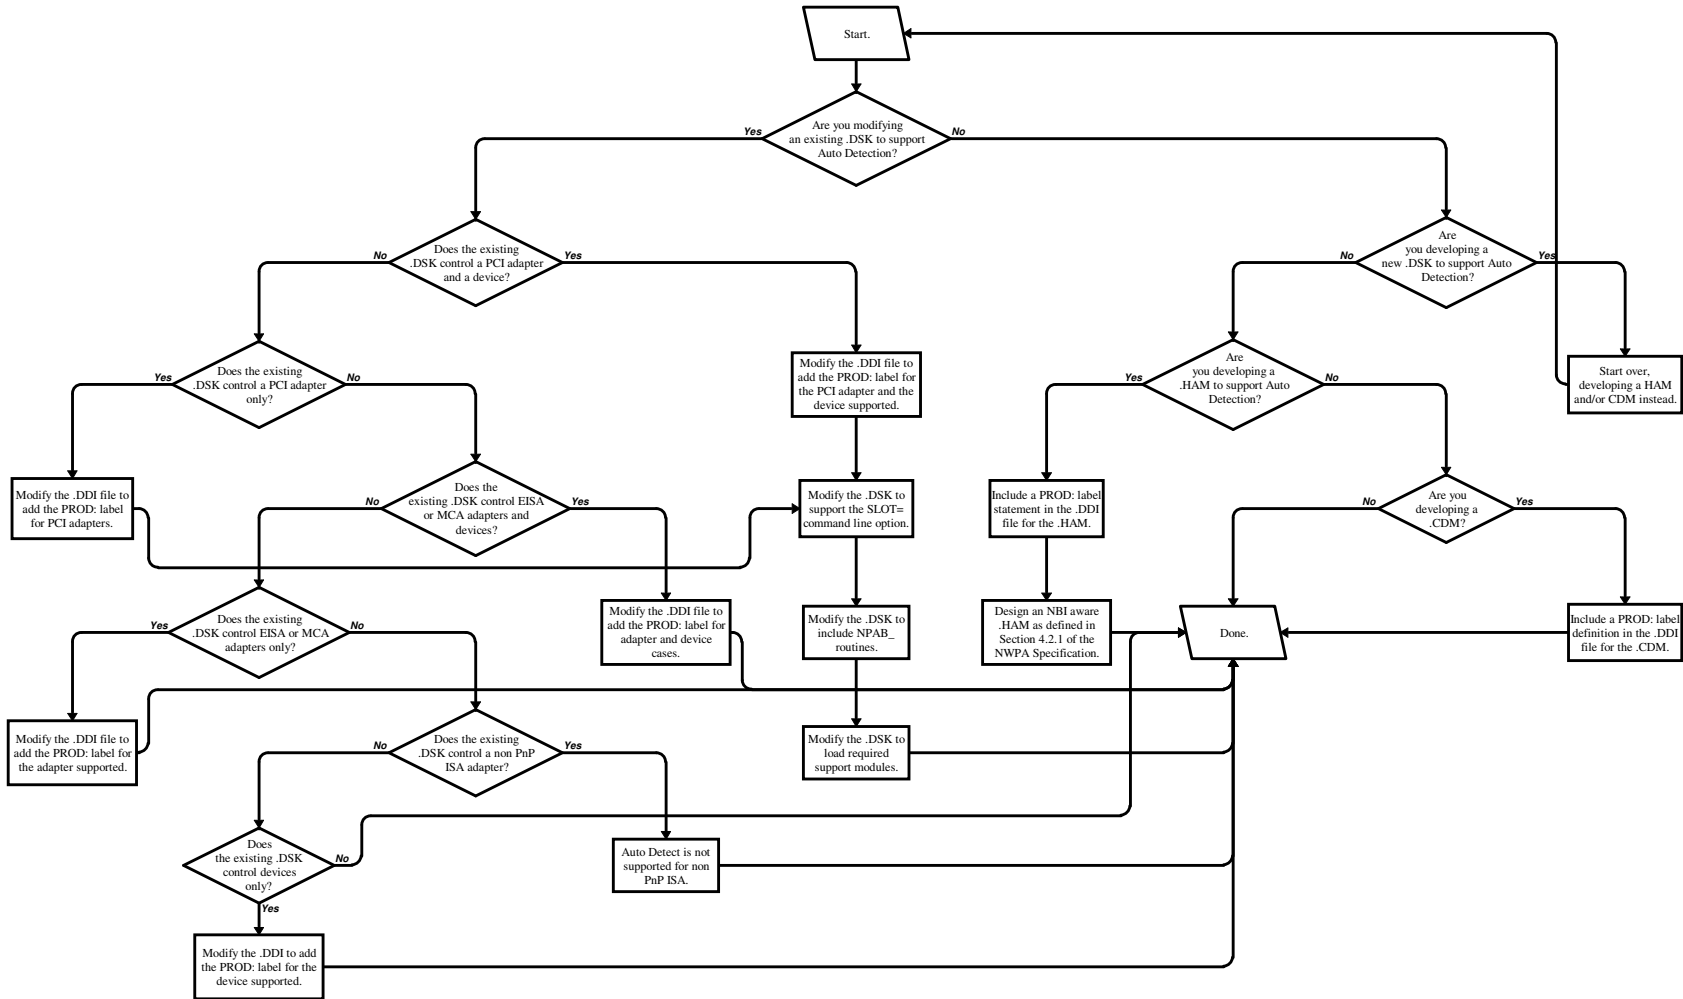 Start.
Yes
Are you modifying
an existing .DSK to support
Auto Detection?
No
No
Does the existing
.DSK control a PCI adapter
and a device?
Yes
No
Are
you developing a
new .DSK to support Auto
Detection?
Yes
Yes
Does the existing
.DSK control a PCI adapter
only?
No
Modify the .DDI file to
add the PROD: label for
the PCI adapter and the
device supported.
Yes
Are
you developing a
.HAM to support Auto
Detection?
No
Start over,
developing a HAM
and/or CDM instead.
Modify the .DDI file to
add the PROD: label
for PCI adapters.
No
Does the
existing .DSK control EISA
or MCA adapters and
devices?
Yes
Modify the .DSK to
support the SLOT=
command line option.
Include a PROD: label
statement in the .DDI
file for the .HAM.
No
Are you
developing a
.CDM?
Yes
Yes
Does the existing
.DSK control EISA or MCA
adapters only?
No
Modify the .DDI file to
add the PROD: label for
adapter and device
cases.
Modify the .DSK to
include NPAB_
routines.
Design an NBI aware
.HAM as defined in
Section 4.2.1 of the
NWPA Specification.
Done.
Include a PROD: label
definition in the .DDI
file for the .CDM.
Modify the .DDI file to
add the PROD: label for
the adapter supported.
No
Does the existing
.DSK control a non PnP
ISA adapter?
Yes
Modify the .DSK to
load required
support modules.
Does
the existing .DSK
control devices
only?
No
Yes
Auto Detect is not
supported for non
PnP ISA.
Modify the .DDI to add
the PROD: label for the
device supported.